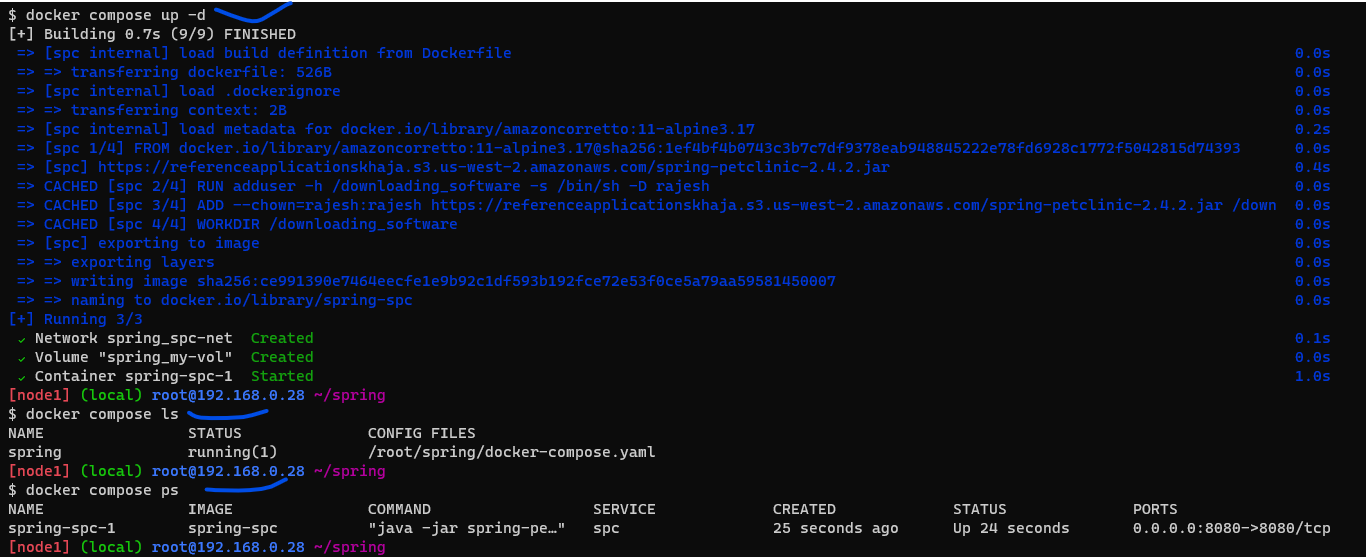 $ docker compose up -d
[+] Building 0.7s (9/9) FINISHED
=> [spc internal] load build definition from Dockerfile 0.0s
=> => transferring dockerfile: 526B 0.0s
=> [spc internal] load .dockerignore 0.0s
=> => transferring context: 2B 0.0s
=> [spc internal] load metadata for docker.io/library/amazoncorretto:11-alpine3.17 0.2s
=> [spc 1/4] FROM docker.io/library/amazoncorretto:11-alpine3.17@sha256:1ef4bf4b0743c3b7c7df9378eab948845222e78fd6928c1772f5042815d74393 0.0s
=> [spc] https://referenceapplicationskhaja.s3.us-west-2.amazonaws.com/spring-petclinic-2.4.2.jar 0.4s
=> CACHED [spc 2/4] RUN adduser -h /downloading_software -s /bin/sh -D rajesh 0.0s
=> CACHED [spc 3/4] ADD --chown=rajesh:rajesh https://referenceapplicationskhaja.s3.us-west-2.amazonaws.com/spring-petclinic-2.4.2.jar /down 0.0s
=> CACHED [spc 4/4] WORKDIR /downloading_software 0.0s
=> [spc] exporting to image 0.0s
=> => exporting layers 0.0s
=> => writing image sha256:ce991390e7464eecfe1e9b92c1df593b192fce72e53f0ce5a79aa59581450007 0.0s
=> => naming to docker.io/library/spring-spc 0.0s
[+] Running 3/3
✓ Network spring_spc-net Created 0.1s
✓ Volume "spring_my-vol" Created 0.0s
✓ Container spring-spc-1 Started 1.0s
[node1] (local) root@192.168.0.28 ~/spring
$ docker compose ls
NAME STATUS CONFIG FILES
spring running(1) /root/spring/docker-compose.yaml
[node1] (local) root@192.168.0.28 ~/spring
$ docker compose ps
NAME IMAGE COMMAND SERVICE CREATED STATUS PORTS
spring-spc-1 spring-spc "java -jar spring-pe…" spc 25 seconds ago Up 24 seconds 0.0.0.0:8080->8080/tcp
[node1] (local) root@192.168.0.28 ~/spring